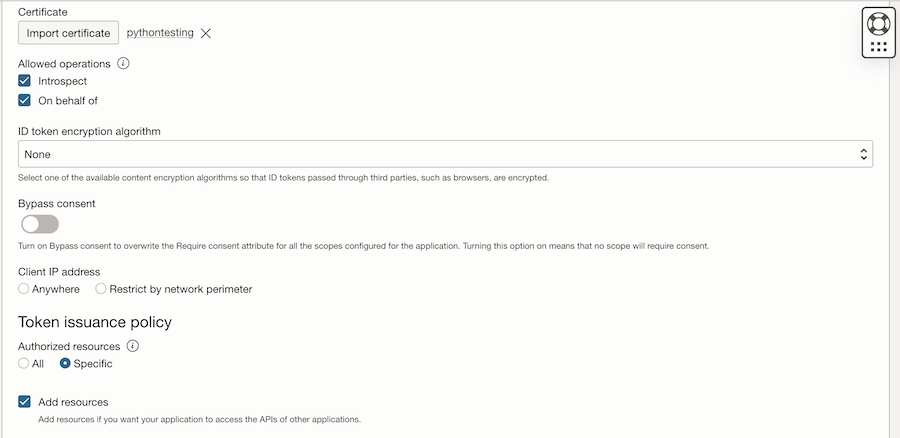 Certificate
Import certificate pythontesting
Allowed operations
Introspect
On behalf of
ID token encryption algorithm
None
Select one of the available content encryption algorithms so that ID tokens passed through third parties, such as browsers, are encrypted.
Bypass consent
Turn on Bypass consent to overwrite the Require consent attribute for all the scopes configured for the application. Turning this option on means that no scope will require consent.
Client IP address
Anywhere Restrict by network perimeter
Token issuance policy
Authorized resources
All Specific
Add resources
Add resources if you want your application to access the APIs of other applications.